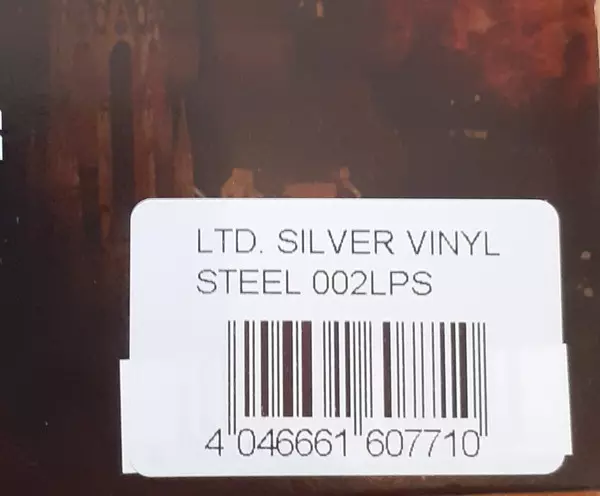 LTD. SILVER VINYL
STEEL 002LPS
4 046661 607710